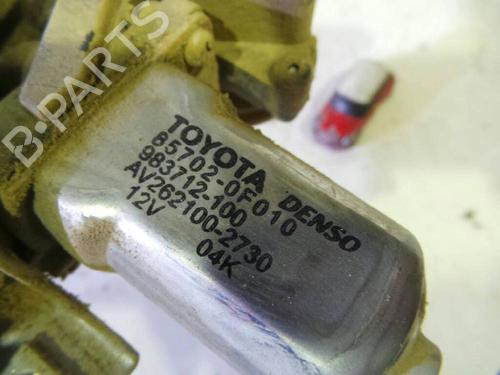 TOYOTA DENSO
85702-0F010
983712-100
AV262100-2730
12V 04K
B-PARTS